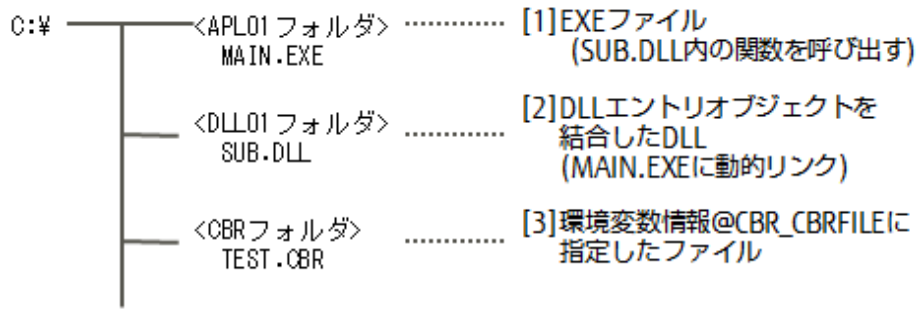 C:¥ <APL01フォルダ> ………… [1]EXEファイル
MAIN.EXE (SUB.DLL内の関数を呼び出す)
<DLL01フォルダ> ………… [2]DLLエントリオブジェクトを
SUB.DLL 結合したDLL
(MAIN.EXEに動的リンク)
<CBRフォルダ> ………… [3]環境変数情報@CBR_CBRFILEに
TEST.CBR 指定したファイル